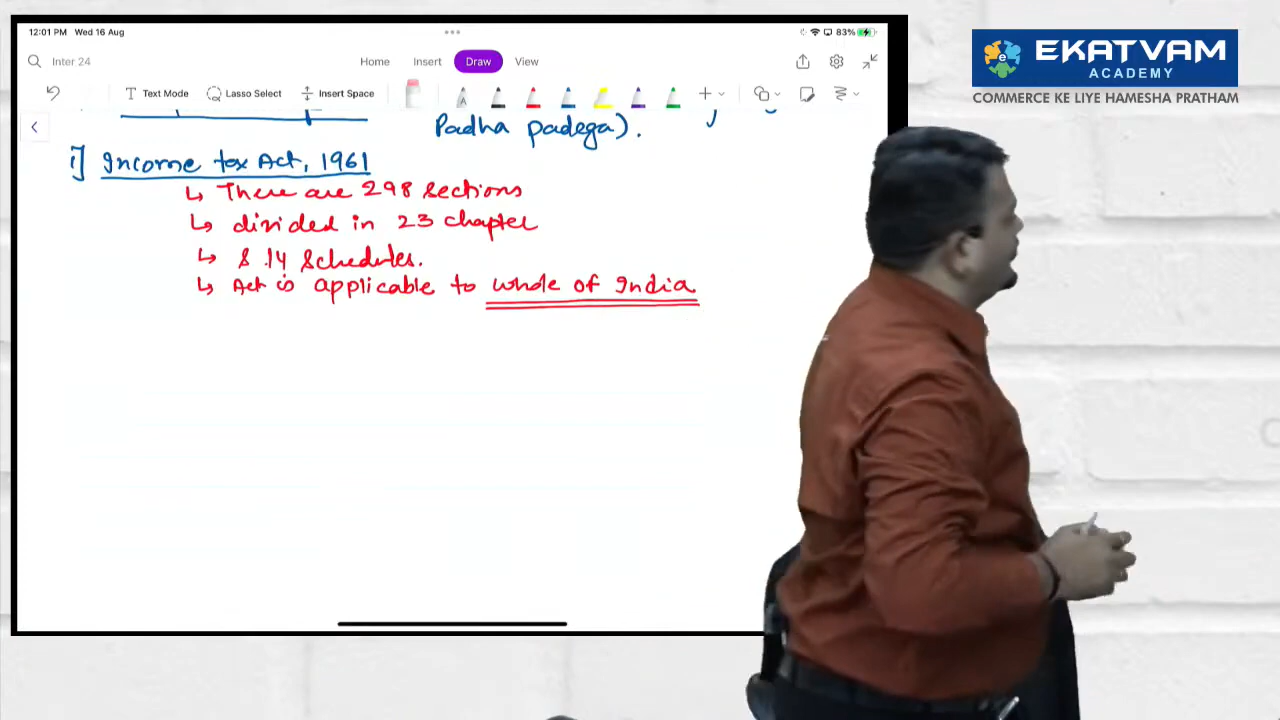 12:01 PM Wed 16 Aug
83%
Inter 24
Home Insert Draw View
Text Mode Lasso Select Insert Space
EKATVAM
ACADEMY
COMMERCE KE LIYE HAMESHA PRATHAM
Padha padega).
i] Income tax Act, 1961
↳ There are 298 sections
↳ divided in 23 chapter
↳ & 14 Schedules.
↳ Act is applicable to whole of India